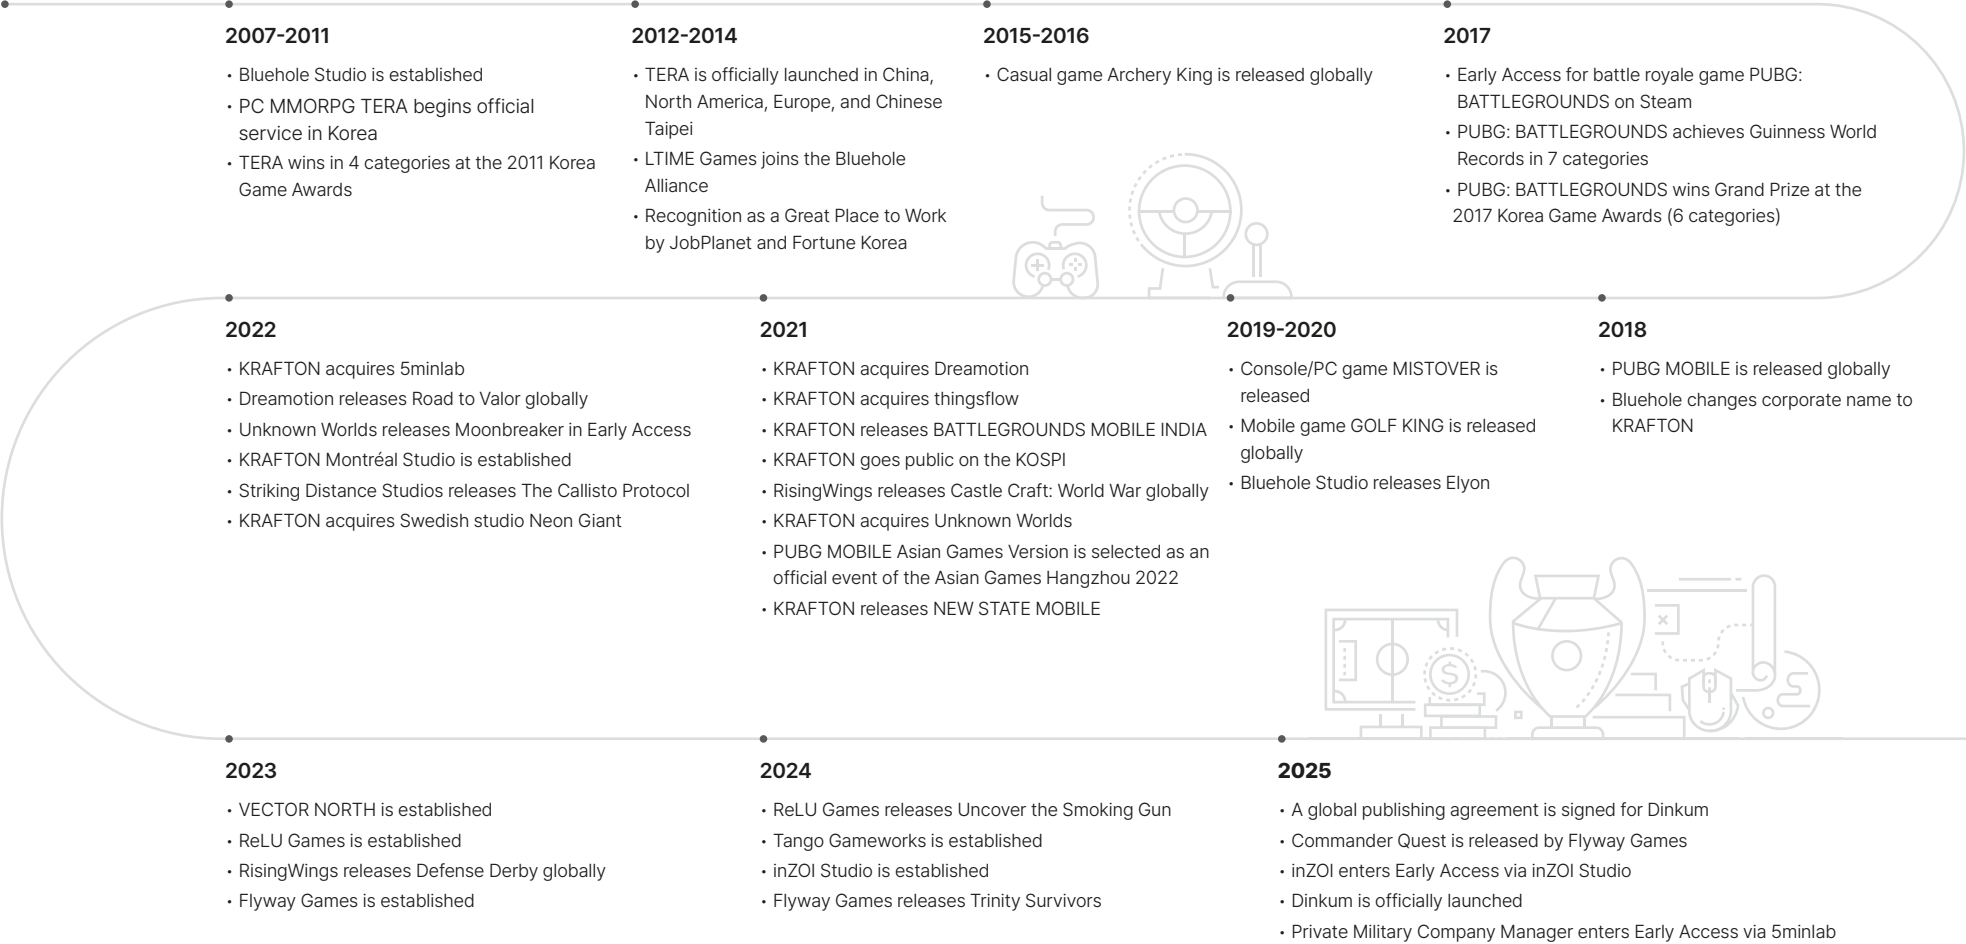 2007-2011
• Bluehole Studio is established
• PC MMORPG TERA begins official
service in Korea
• TERA wins in 4 categories at the 2011 Korea
Game Awards
2012-2014
• TERA is officially launched in China,
North America, Europe, and Chinese
Taipei
• LTIME Games joins the Bluehole
Alliance
• Recognition as a Great Place to Work
by JobPlanet and Fortune Korea
2015-2016
• Casual game Archery King is released globally
2017
• Early Access for battle royale game PUBG:
BATTLEGROUNDS on Steam
• PUBG: BATTLEGROUNDS achieves Guinness World
Records in 7 categories
• PUBG: BATTLEGROUNDS wins Grand Prize at the
2017 Korea Game Awards (6 categories)
2022
• KRAFTON acquires 5minlab
• Dreamotion releases Road to Valor globally
• Unknown Worlds releases Moonbreaker in Early Access
• KRAFTON Montréal Studio is established
• Striking Distance Studios releases The Callisto Protocol
• KRAFTON acquires Swedish studio Neon Giant
2021
• KRAFTON acquires Dreamotion
• KRAFTON acquires thingsflow
• KRAFTON releases BATTLEGROUNDS MOBILE INDIA
• KRAFTON goes public on the KOSPI
• RisingWings releases Castle Craft: World War globally
• KRAFTON acquires Unknown Worlds
• PUBG MOBILE Asian Games Version is selected as an
official event of the Asian Games Hangzhou 2022
• KRAFTON releases NEW STATE MOBILE
2019-2020
• Console/PC game MISTOVER is
released
• Mobile game GOLF KING is released
globally
• Bluehole Studio releases Elyon
2018
• PUBG MOBILE is released globally
• Bluehole changes corporate name to
KRAFTON
$
2023
• VECTOR NORTH is established
• ReLU Games is established
• RisingWings releases Defense Derby globally
• Flyway Games is established
2024
• ReLU Games releases Uncover the Smoking Gun
• Tango Gameworks is established
• inZOI Studio is established
• Flyway Games releases Trinity Survivors
2025
• A global publishing agreement is signed for Dinkum
• Commander Quest is released by Flyway Games
• inZOI enters Early Access via inZOI Studio
• Dinkum is officially launched
• Private Military Company Manager enters Early Access via 5minlab